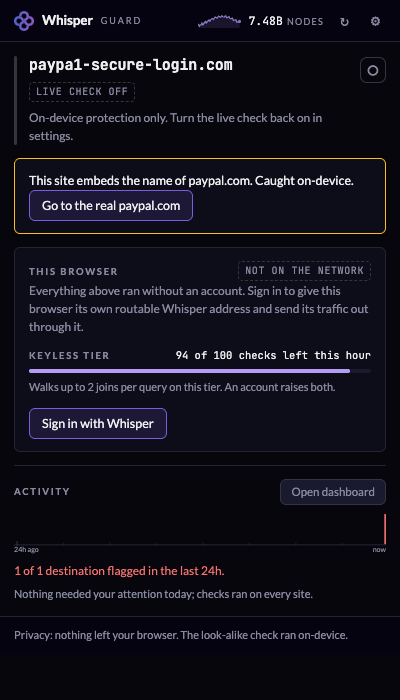 Whisper GUARD 7.48B NODES
paypa1-secure-login.com
LIVE CHECK OFF
On-device protection only. Turn the live check back on in
settings.
This site embeds the name of paypal.com. Caught on-device.
Go to the real paypal.com
THIS BROWSER NOT ON THE NETWORK
Everything above ran without an account. Sign in to give this
browser its own routable Whisper address and send its traffic out
through it.
KEYLESS TIER 94 of 100 checks left this hour
Walks up to 2 joins per query on this tier. An account raises both.
Sign in with Whisper
ACTIVITY Open dashboard
24h ago now
1 of 1 destination flagged in the last 24h.
Nothing needed your attention today; checks ran on every site.
Privacy: nothing left your browser. The look-alike check ran on-device.